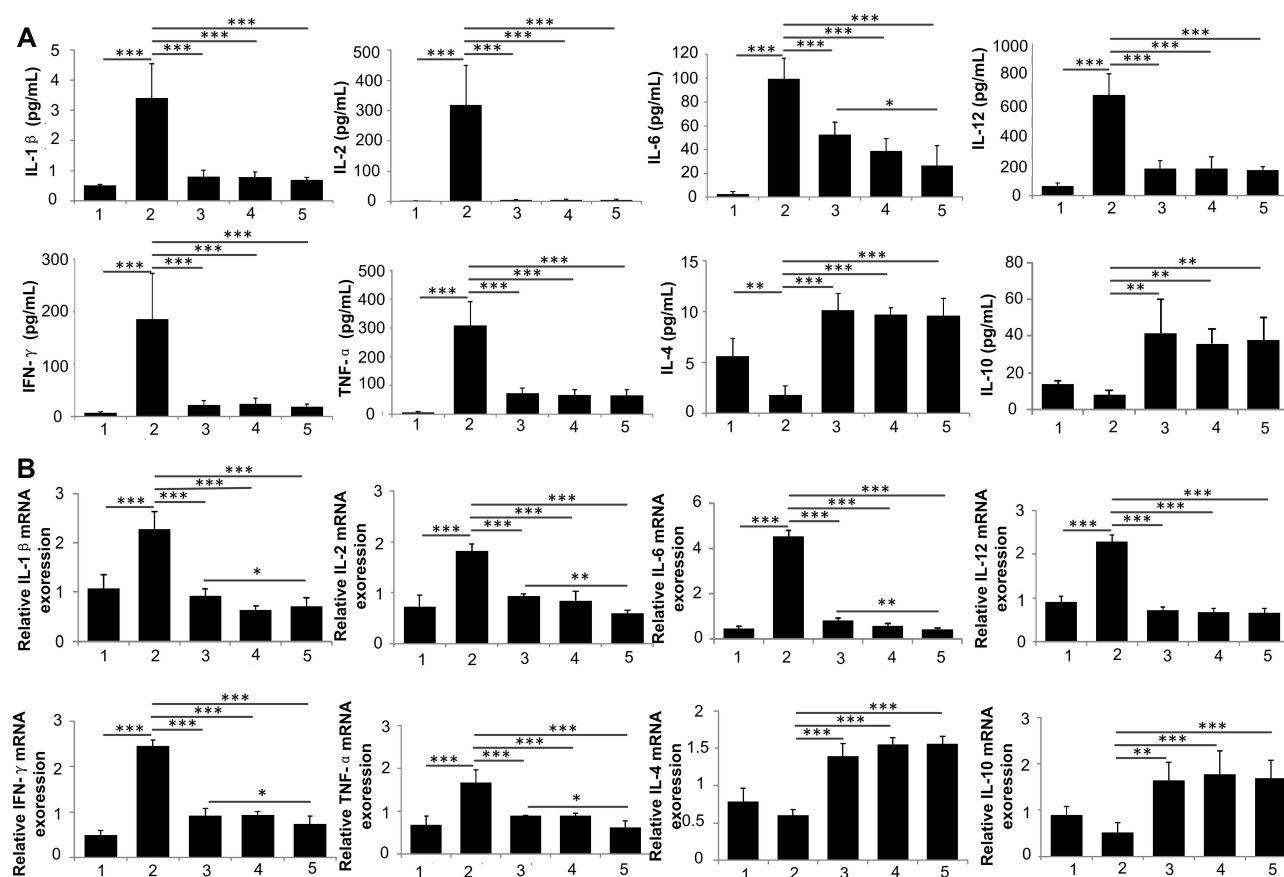 A
*** *** *** ***
IL-1β (pg/mL)
5
4
3
2
1
0
1 2 3 4 5
*** *** *** ***
IL-2 (pg/mL)
500
400
300
200
100
0
1 2 3 4 5
*** *** *** ***
*
IL-6 (pg/mL)
120
100
80
60
40
20
0
1 2 3 4 5
*** *** *** ***
IL-12 (pg/mL)
1000
800
600
400
200
0
1 2 3 4 5
*** *** *** ***
IFN-γ (pg/mL)
300
200
100
0
1 2 3 4 5
*** *** *** ***
TNF-α (pg/mL)
500
400
300
200
100
0
1 2 3 4 5
** *** *** ***
IL-4 (pg/mL)
15
10
5
0
1 2 3 4 5
** ** **
IL-10 (pg/mL)
80
60
40
20
0
1 2 3 4 5
B
*** *** *** ***
*
Relative IL-1β mRNA
exoression
3
2
1
0
1 2 3 4 5
*** *** *** ***
**
Relative IL-2 mRNA
exoression
3
2
1
0
1 2 3 4 5
*** *** *** ***
**
Relative IL-6 mRNA
exoression
6
4
2
0
1 2 3 4 5
*** *** *** ***
Relative IL-12 mRNA
exoression
3
2
1
0
1 2 3 4 5
*** *** *** ***
*
Relative IFN-γ mRNA
exoression
3
2
1
0
1 2 3 4 5
*** *** *** ***
*
Relative TNF-α mRNA
exoression
3
2
1
0
1 2 3 4 5
*** *** ***
Relative IL-4 mRNA
exoression
2
1.5
1
0.5
0
1 2 3 4 5
** *** ***
Relative IL-10 mRNA
exoression
3
2
1
0
1 2 3 4 5